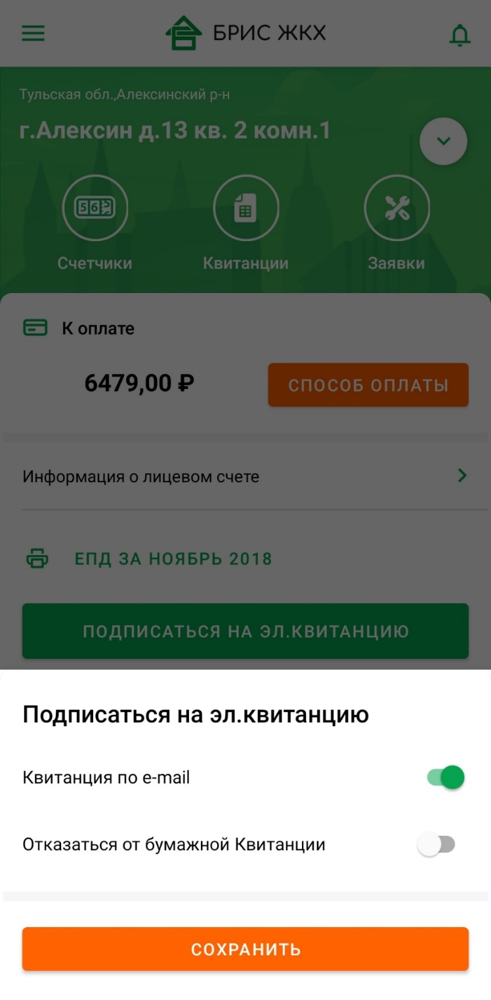 БРИС ЖКХ
Тульская обл.,Алексинский р-н
г.Алексин д.13 кв. 2 комн.1
56
Счетчики
Квитанции
Заявки
К оплате
6479,00 ₽
СПОСОБ ОПЛАТЫ
Информация о лицевом счете
ЕПД ЗА НОЯБРЬ 2018
ПОДПИСАТЬСЯ НА ЭЛ.КВИТАНЦИЮ
Подписаться на эл.квитанцию
Квитанция по e-mail
Отказаться от бумажной Квитанции
СОХРАНИТЬ